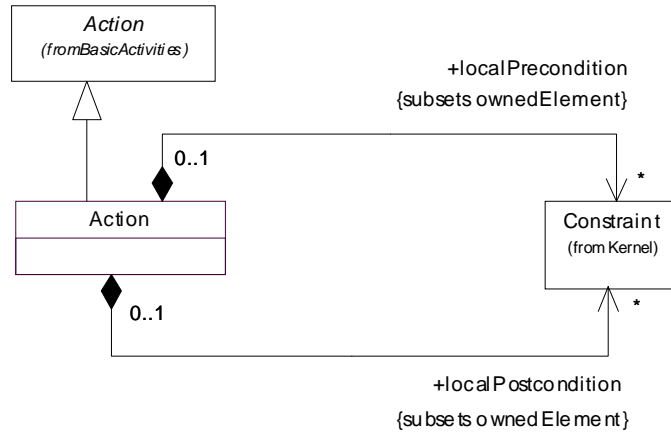 Action
(fromBasicActivities)
+localPrecondition
{subsets ownedElement}
0..1
*
Action
Constraint
(from Kernel)
0..1
*
+localPostcondition
{subsets ownedElement}